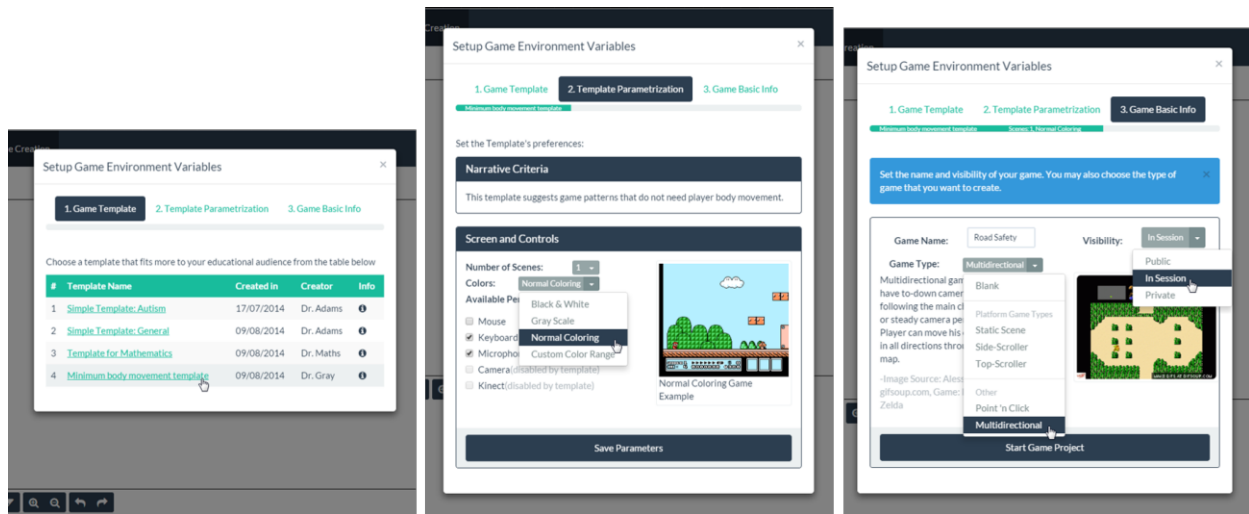 Setup Game Environment Variables ×
1. Game Template 2. Template Parametrization 3. Game Basic Info
Choose a template that fits more to your educational audience from the table below
# Template Name Created in Creator Info
1 Simple Template: Autism 17/07/2014 Dr. Adams
2 Simple Template: General 09/08/2014 Dr. Adams
3 Template for Mathematics 09/08/2014 Dr. Maths
4 Minimum body movement template 09/08/2014 Dr. Gray
Creation
Setup Game Environment Variables ×
1. Game Template 2. Template Parametrization 3. Game Basic Info
Minimum body movement template
Set the Template's preferences:
Narrative Criteria
This template suggests game patterns that do not need player body movement.
Screen and Controls
Number of Scenes: 1
Colors: Normal Coloring
Available Pe
Black & White
Gray Scale
Normal Coloring
Custom Color Range
Mouse
Keyboard
Micropho
Camera(disabled by template)
Kinect(disabled by template)
Normal Coloring Game
Example
Save Parameters
reation
Setup Game Environment Variables ×
1. Game Template 2. Template Parametrization 3. Game Basic Info
Minimum body movement template Scenes: 1, Normal Coloring
Set the name and visibility of your game. You may also choose the type of ×
game that you want to create.
Game Name: Road Safety
Visibility: In Session
Public
In Session
Private
Game Type: Multidirectional
Blank
Platform Game Types
Static Scene
Side-Scroller
Top-Scroller
Other
Point 'n Click
Multidirectional
Multidirectional gam
have to-down camer
following the main cl
or steady camera pe
Player can move his
in all directions throu
map.
-Image Source: Aless
gifsoup.com, Game:
Zelda
Start Game Project